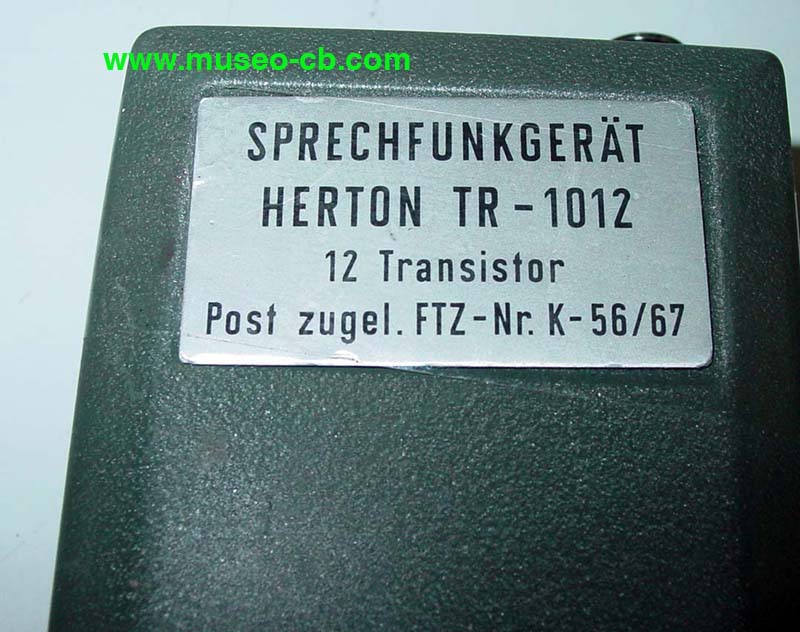 www.museo-cb.com
SPRECHFUNKGERÄT
HERTON TR-1012
12 Transistor
Post zugel. FTZ-Nr. K-56/67